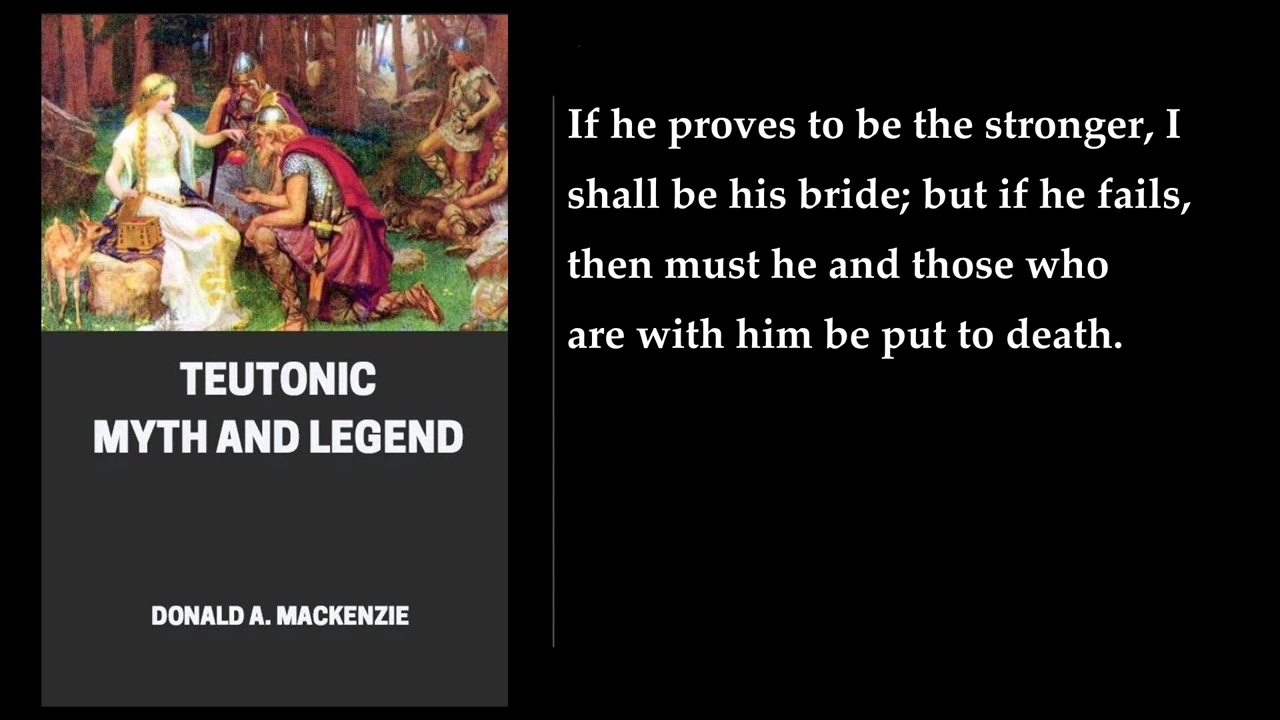 TEUTONIC
MYTH AND LEGEND
DONALD A. MACKENZIE
If he proves to be the stronger, I
shall be his bride; but if he fails,
then must he and those who
are with him be put to death.